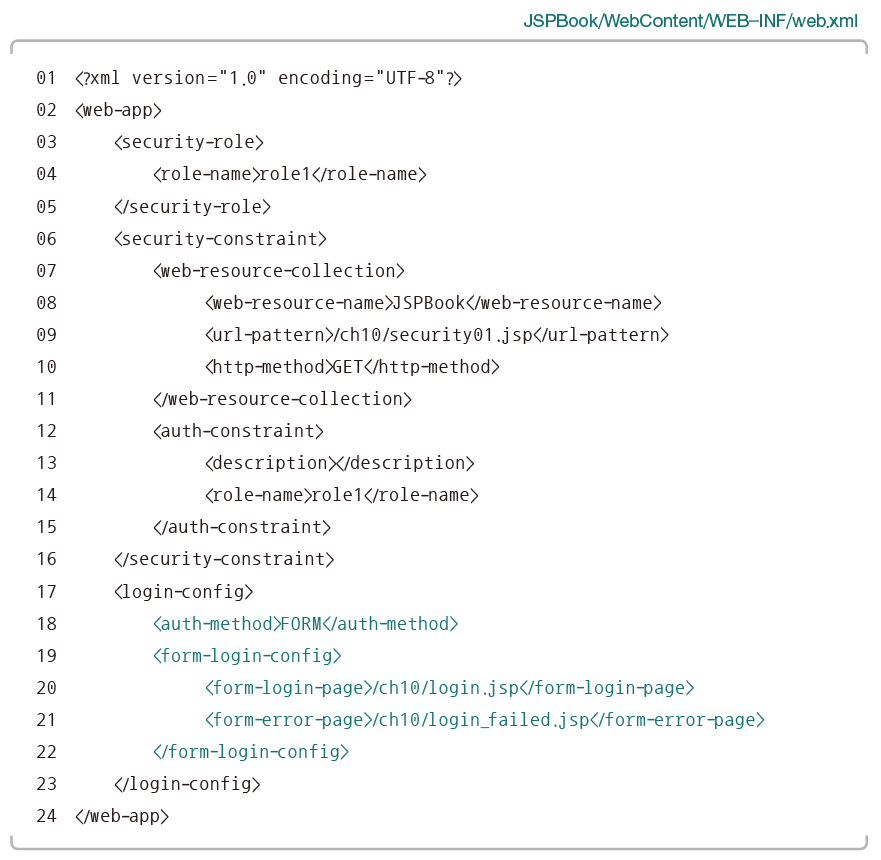 JSPBook/WebContent/WEB-INF/web.xml
01 <?xml version="1.0" encoding="UTF-8"?>
02 <web-app>
03     <security-role>
04         <role-name>role1</role-name>
05     </security-role>
06     <security-constraint>
07         <web-resource-collection>
08             <web-resource-name>JSPBook</web-resource-name>
09             <url-pattern>/ch10/security01.jsp</url-pattern>
10             <http-method>GET</http-method>
11         </web-resource-collection>
12         <auth-constraint>
13             <description></description>
14             <role-name>role1</role-name>
15         </auth-constraint>
16     </security-constraint>
17     <login-config>
18         <auth-method>FORM</auth-method>
19         <form-login-config>
20             <form-login-page>/ch10/login.jsp</form-login-page>
21             <form-error-page>/ch10/login_failed.jsp</form-error-page>
22         </form-login-config>
23     </login-config>
24 </web-app>